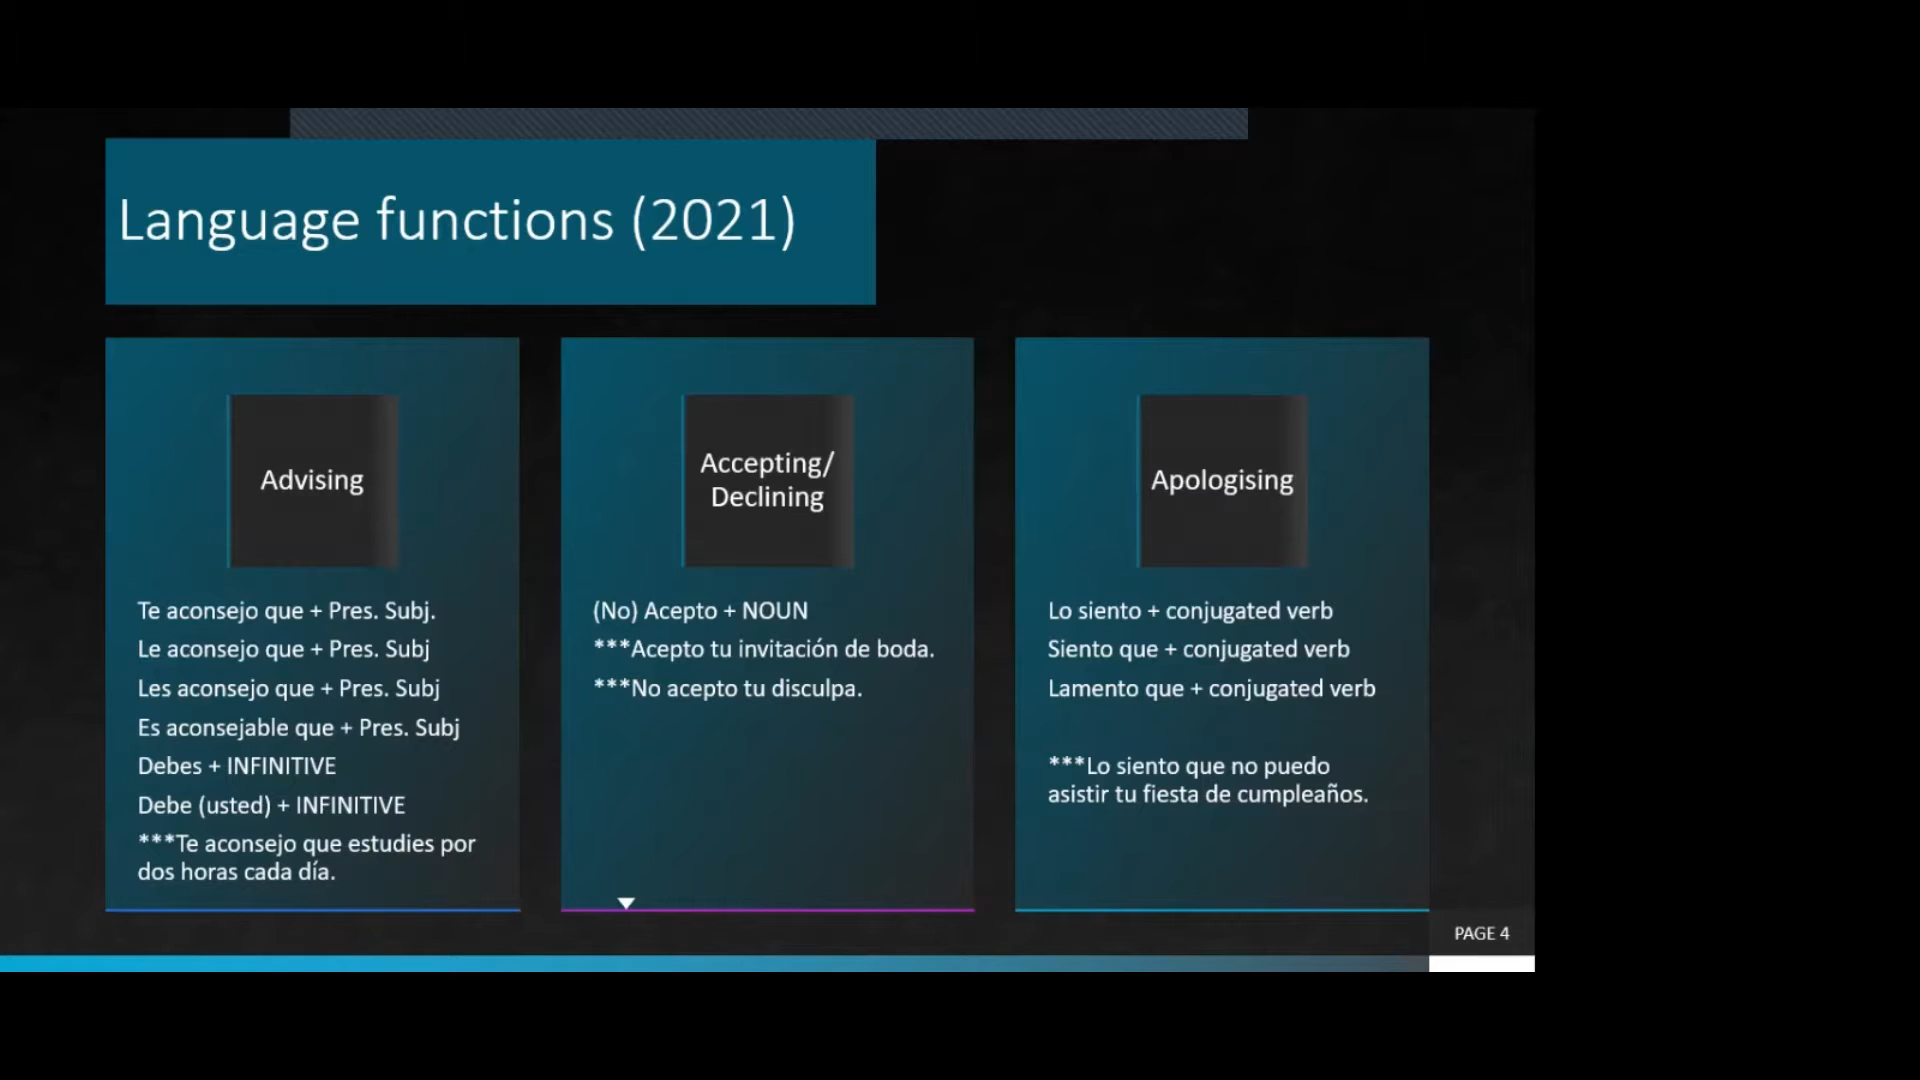 Language functions (2021)
Advising
Te aconsejo que + Pres. Subj.
Le aconsejo que + Pres. Subj
Les aconsejo que + Pres. Subj
Es aconsejable que + Pres. Subj
Debes + INFINITIVE
Debe (usted) + INFINITIVE
***Te aconsejo que estudies por
dos horas cada día.
Accepting/
Declining
(No) Acepto + NOUN
***Acepto tu invitación de boda.
***No acepto tu disculpa.
Apologising
Lo siento + conjugated verb
Siento que + conjugated verb
Lamento que + conjugated verb
***Lo siento que no puedo
asistir tu fiesta de cumpleaños.
PAGE 4